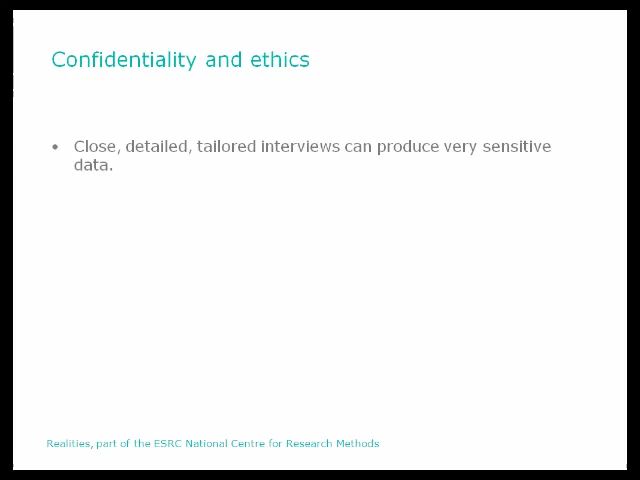 Confidentiality and ethics
• Close, detailed, tailored interviews can produce very sensitive
data.
Realities, part of the ESRC National Centre for Research Methods